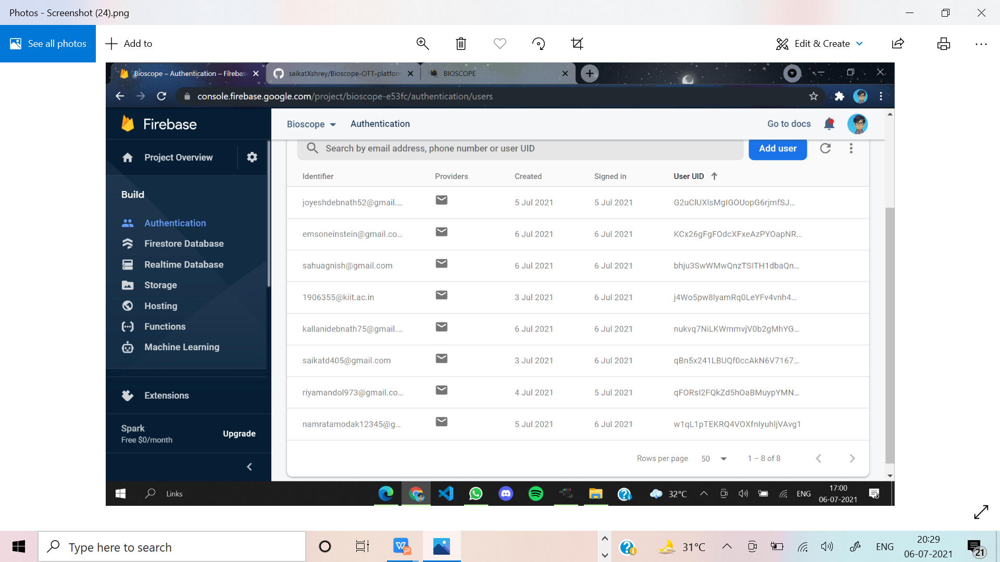 Photos - Screenshot (24).png
See all photos
Add to
Edit & Create
Bioscope – Authentication – Firebas
saikatXshrey/Bioscope-OTT-platform
BIOSCOPE
console.firebase.google.com/project/bioscope-e53fc/authentication/users
Firebase
Bioscope
Authentication
Go to docs
Project Overview
Search by email address, phone number or user UID
Add user
Identifier
Providers
Created
Signed in
User UID
Build
Authentication
Firestore Database
Realtime Database
Storage
Hosting
Functions
Machine Learning
Extensions
Spark
Free $0/month
Upgrade
joyeshdebnath52@gmail.... 5 Jul 2021 5 Jul 2021 G2uClUXlsMgIGOUopG6rjmfSJ...
emsoneinstein@gmail.co... 6 Jul 2021 6 Jul 2021 KCx26gFgFOdcXFxeAzPYOapNR...
sahuagnish@gmail.com 6 Jul 2021 6 Jul 2021 bhju3SwWMwQnzTSITH1dbaQn...
1906355@kiit.ac.in 3 Jul 2021 6 Jul 2021 j4Wo5pw8lyamRq0LeYFv4vnh4...
kallanidebnath75@gmail.... 6 Jul 2021 6 Jul 2021 nukvq7NiLKWmmvjV0b2gMhYG...
saikatd405@gmail.com 3 Jul 2021 6 Jul 2021 qBn5x241LBUQf0ccAkN6V7167...
riyamandol973@gmail.co... 4 Jul 2021 5 Jul 2021 qFORsI2FQkZd5hOaBMuypYMN...
namratamodak12345@g... 5 Jul 2021 6 Jul 2021 w1qL1pTEKRQ4VOXfnIyuhljVAvg1
Rows per page 50 1 – 8 of 8
Links
32°C
ENG
17:00
06-07-2021
Type here to search
31°C
ENG
20:29
06-07-2021
21